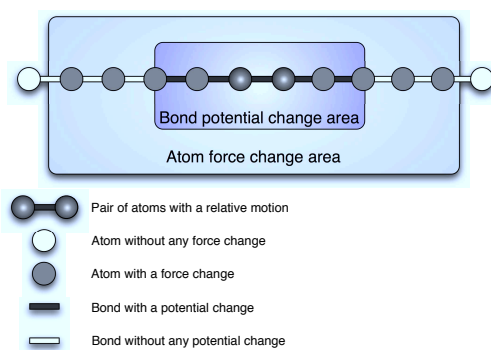 Bond potential change area
Atom force change area
Pair of atoms with a relative motion
Atom without any force change
Atom with a force change
Bond with a potential change
Bond without any potential change